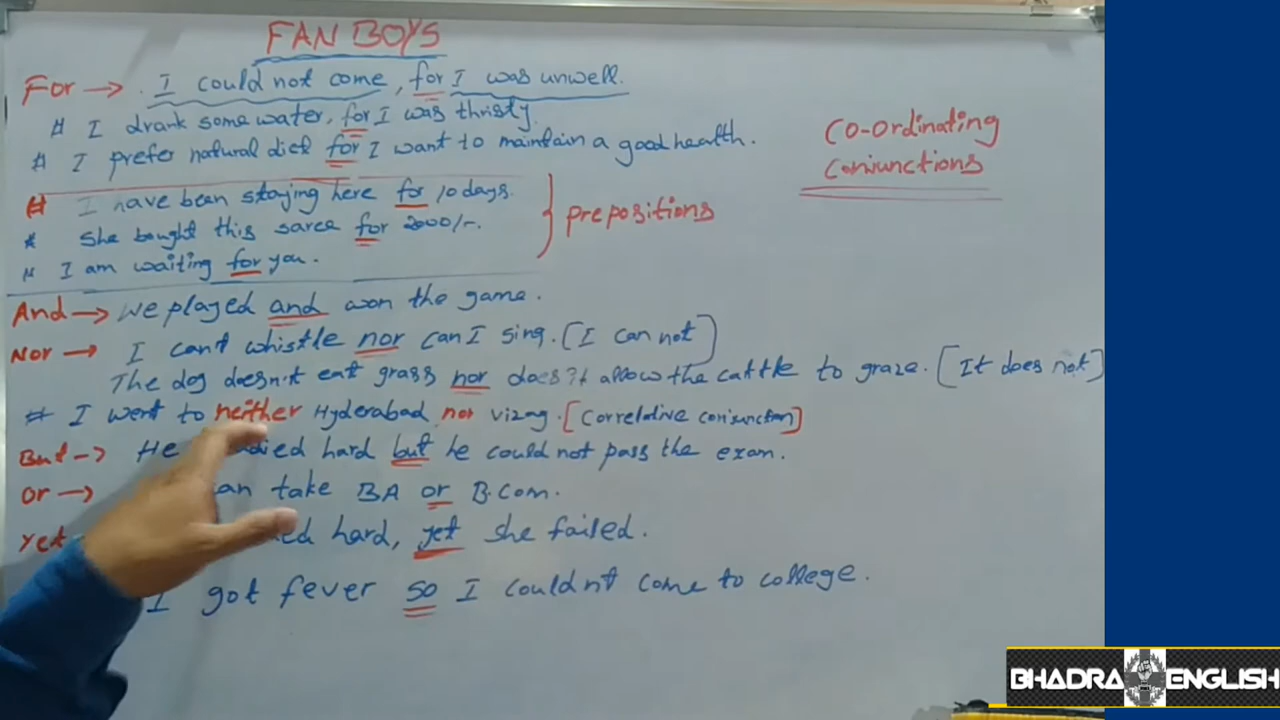 FAN BOYS
For → . I could not come, for I was unwell.
# I drank some water, for I was thristy.
# I prefer natural diet for I want to maintain a good health.
Co-Ordinating
Conjunctions
# I have been staying here for 10 days.
* She bought this saree for 2000/-.
# I am waiting for you.
} prepositions
And → We played and won the game.
Nor → I can't whistle nor can I sing. [I can not]
The dog doesn't eat grass nor does it allow the cattle to graze. [It does not]
# I went to neither Hyderabad nor vizag. [Correlative conjunction]
But → He died hard but he could not pass the exam.
Or → an take BA or B.Com.
Yet ed hard, yet she failed.
I got fever so I couldn't come to college.
BHADRA ENGLISH